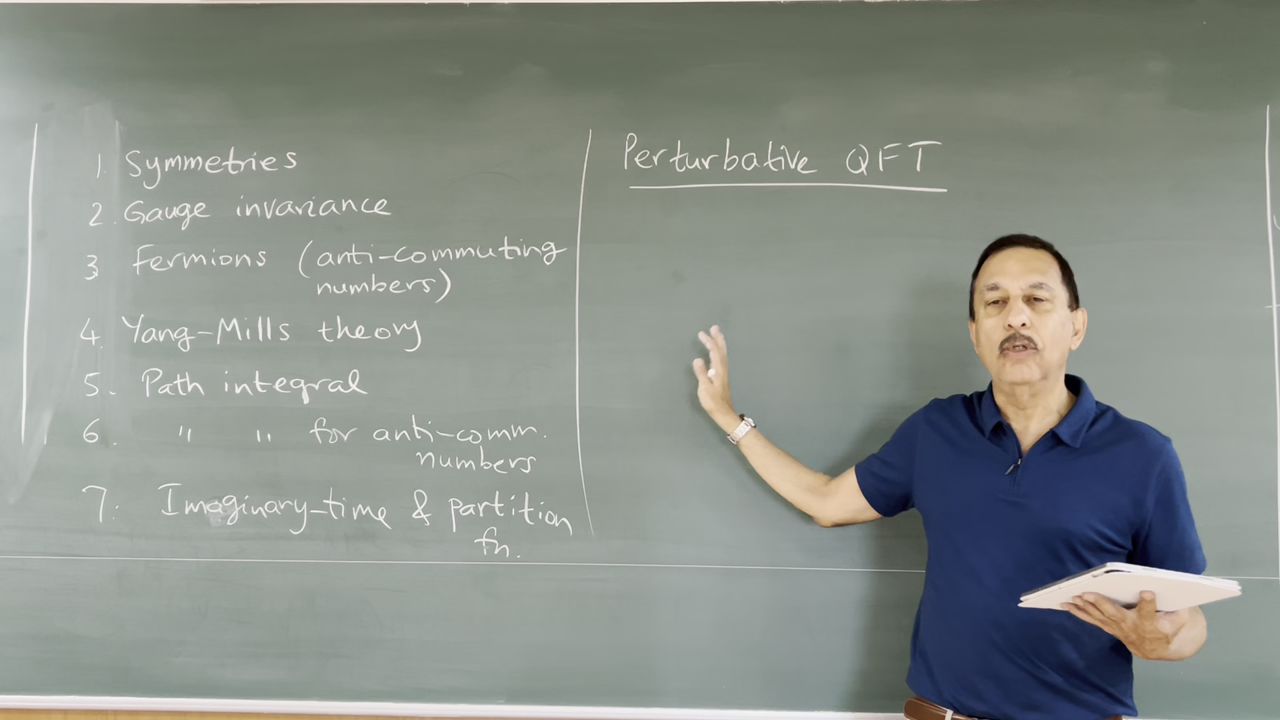 1. Symmetries
2. Gauge invariance
3 Fermions (anti-commuting
numbers)
4. Yang-Mills theory
5. Path integral
6. " " for anti-comm.
numbers
7. Imaginary-time & partition
fn.
Perturbative QFT